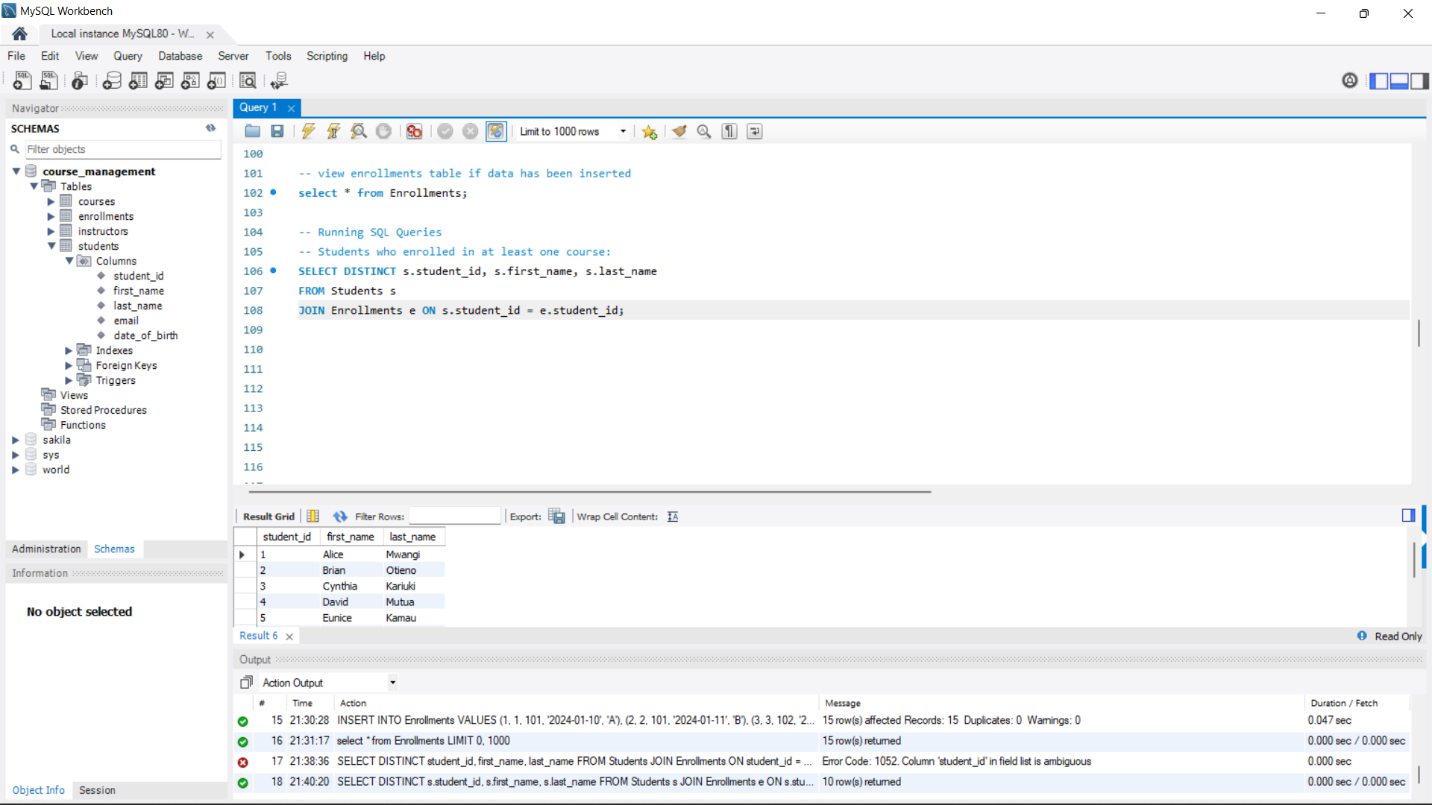 MySQL Workbench
Local instance MySQL80 - W...
File Edit View Query Database Server Tools Scripting Help
Navigator
SCHEMAS
Filter objects
course_management
Tables
courses
enrollments
instructors
students
Columns
student_id
first_name
last_name
email
date_of_birth
Indexes
Foreign Keys
Triggers
Views
Stored Procedures
Functions
sakila
sys
world
Administration Schemas
Information
No object selected
Object Info Session
Query 1
Limit to 1000 rows
100
101 -- view enrollments table if data has been inserted
102 select * from Enrollments;
103
104 -- Running SQL Queries
105 -- Students who enrolled in at least one course:
106 SELECT DISTINCT s.student_id, s.first_name, s.last_name
107 FROM Students s
108 JOIN Enrollments e ON s.student_id = e.student_id;
109
110
111
112
113
114
115
116
Result Grid Filter Rows: Export: Wrap Cell Content:
student_id first_name last_name
1 Alice Mwangi
2 Brian Otieno
3 Cynthia Kariuki
4 David Mutua
5 Eunice Kamau
Result 6 Read Only
Output
Action Output
# Time Action Message Duration / Fetch
15 21:30:28 INSERT INTO Enrollments VALUES (1, 1, 101, '2024-01-10', 'A'), (2, 2, 101, '2024-01-11', 'B'), (3, 3, 102, '2... 15 row(s) affected Records: 15 Duplicates: 0 Warnings: 0 0.047 sec
16 21:31:17 select * from Enrollments LIMIT 0, 1000 15 row(s) returned 0.000 sec / 0.000 sec
17 21:38:36 SELECT DISTINCT student_id, first_name, last_name FROM Students JOIN Enrollments ON student_id = ... Error Code: 1052. Column 'student_id' in field list is ambiguous 0.000 sec
18 21:40:20 SELECT DISTINCT s.student_id, s.first_name, s.last_name FROM Students s JOIN Enrollments e ON s.stu... 10 row(s) returned 0.000 sec / 0.000 sec